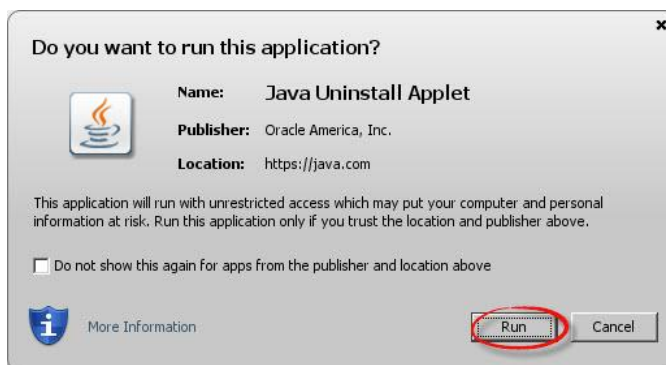 Do you want to run this application?
Name: Java Uninstall Applet
Publisher: Oracle America, Inc.
Location: https://java.com
This application will run with unrestricted access which may put your computer and personal
information at risk. Run this application only if you trust the location and publisher above.
Do not show this again for apps from the publisher and location above
More Information
Run Cancel